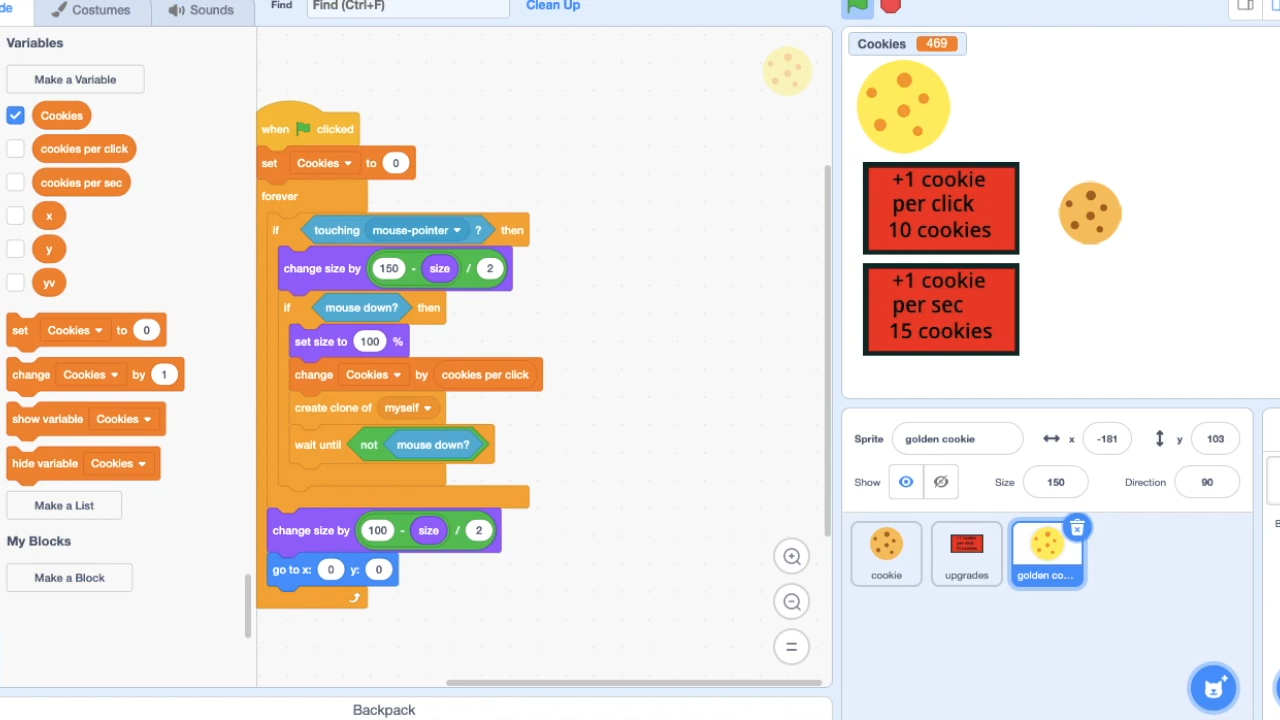 de
Costumes
Sounds
Find
Find (Ctrl+F)
Clean Up
Variables
Make a Variable
Cookies
cookies per click
cookies per sec
x
y
yv
set Cookies to 0
change Cookies by 1
show variable Cookies
hide variable Cookies
Make a List
My Blocks
Make a Block
when clicked
set Cookies to 0
forever
if touching mouse-pointer ? then
change size by 150 - size / 2
if mouse down? then
set size to 100 %
change Cookies by cookies per click
create clone of myself
wait until not mouse down?
change size by 100 - size / 2
go to x: 0 y: 0
Backpack
Cookies 469
+1 cookie
per click
10 cookies
+1 cookie
per sec
15 cookies
Sprite golden cookie x -181 y 103
Show Size 150 Direction 90
cookie
upgrades
golden co...